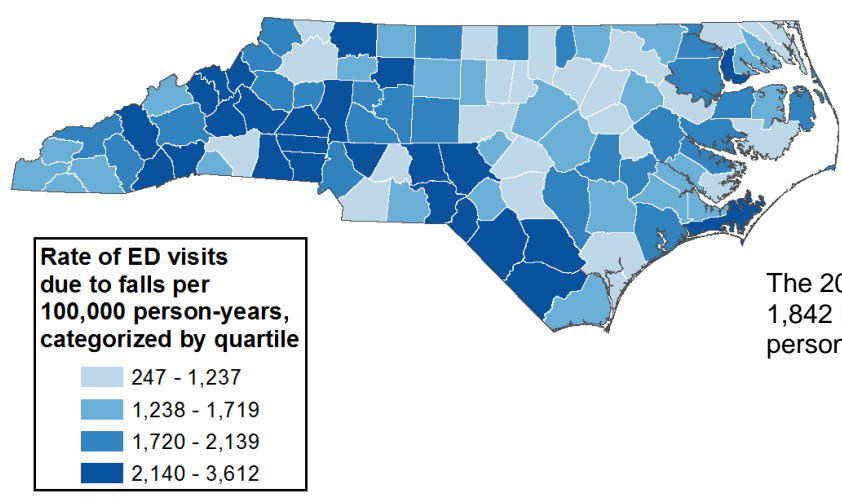 Rate of ED visits
due to falls per
100,000 person-years,
categorized by quartile
247 - 1,237
1,238 - 1,719
1,720 - 2,139
2,140 - 3,612
The 20
1,842
person